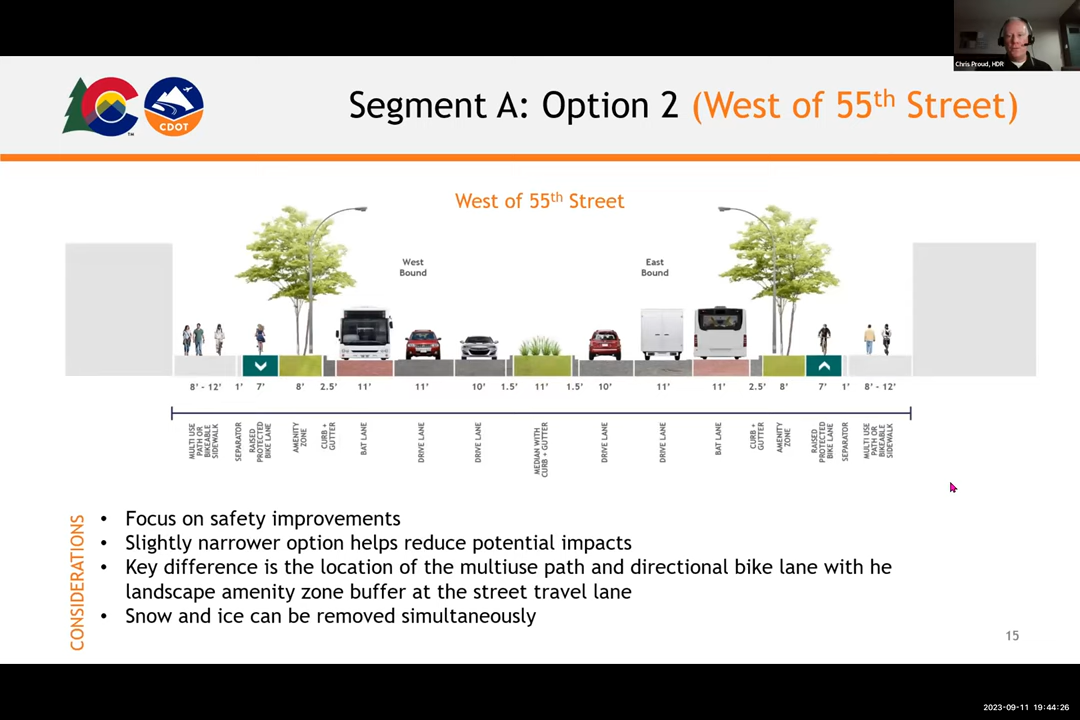 Chris Proud, HDR
TM
CDOT
Segment A: Option 2 (West of 55th Street)
West of 55th Street
West
Bound
East
Bound
8' - 12' 1' 7' 8' 2.5' 11' 11' 10' 1.5' 11' 1.5' 10' 11' 11' 2.5' 8' 7' 1' 8' - 12'
MULTI USE
PATH OR
BIKEABLE
SIDEWALK
SEPARATOR
RAISED
PROTECTED
BIKE LANE
AMENITY
ZONE
CURB +
GUTTER
BAT LANE
DRIVE LANE
DRIVE LANE
MEDIAN WITH
CURB + GUTTER
DRIVE LANE
DRIVE LANE
BAT LANE
CURB +
GUTTER
AMENITY
ZONE
RAISED
PROTECTED
BIKE LANE
SEPARATOR
MULTI USE
PATH OR
BIKEABLE
SIDEWALK
CONSIDERATIONS
• Focus on safety improvements
• Slightly narrower option helps reduce potential impacts
• Key difference is the location of the multiuse path and directional bike lane with he
landscape amenity zone buffer at the street travel lane
• Snow and ice can be removed simultaneously
15
2023-09-11 19:44:26